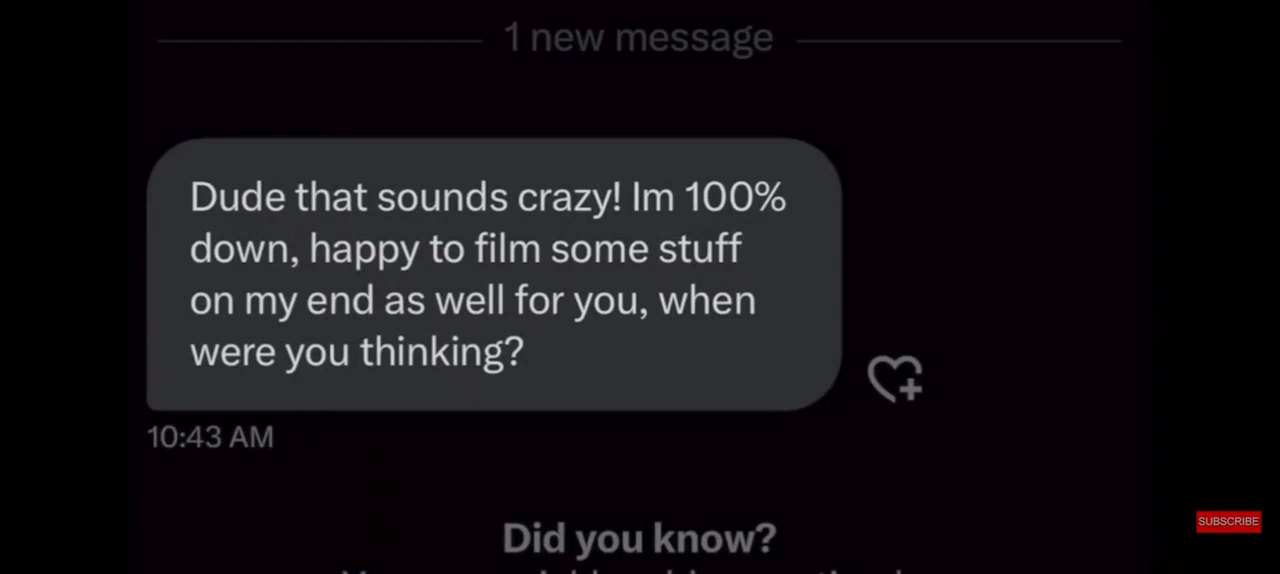 1 new message
Dude that sounds crazy! Im 100%
down, happy to film some stuff
on my end as well for you, when
were you thinking?
10:43 AM
Did you know?
SUBSCRIBE